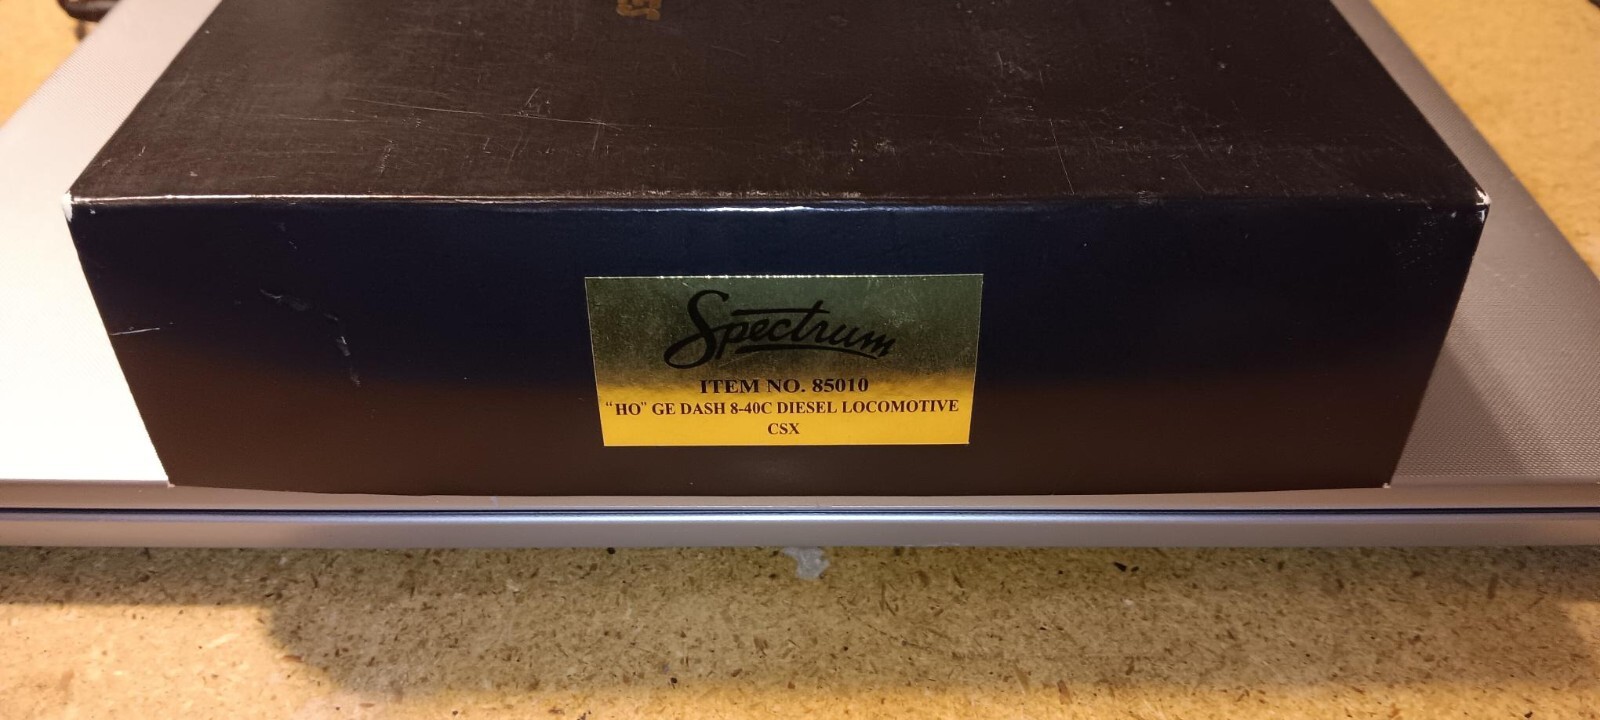 Spectrum
ITEM NO. 85010
"HO" GE DASH 8-40C DIESEL LOCOMOTIVE
CSX